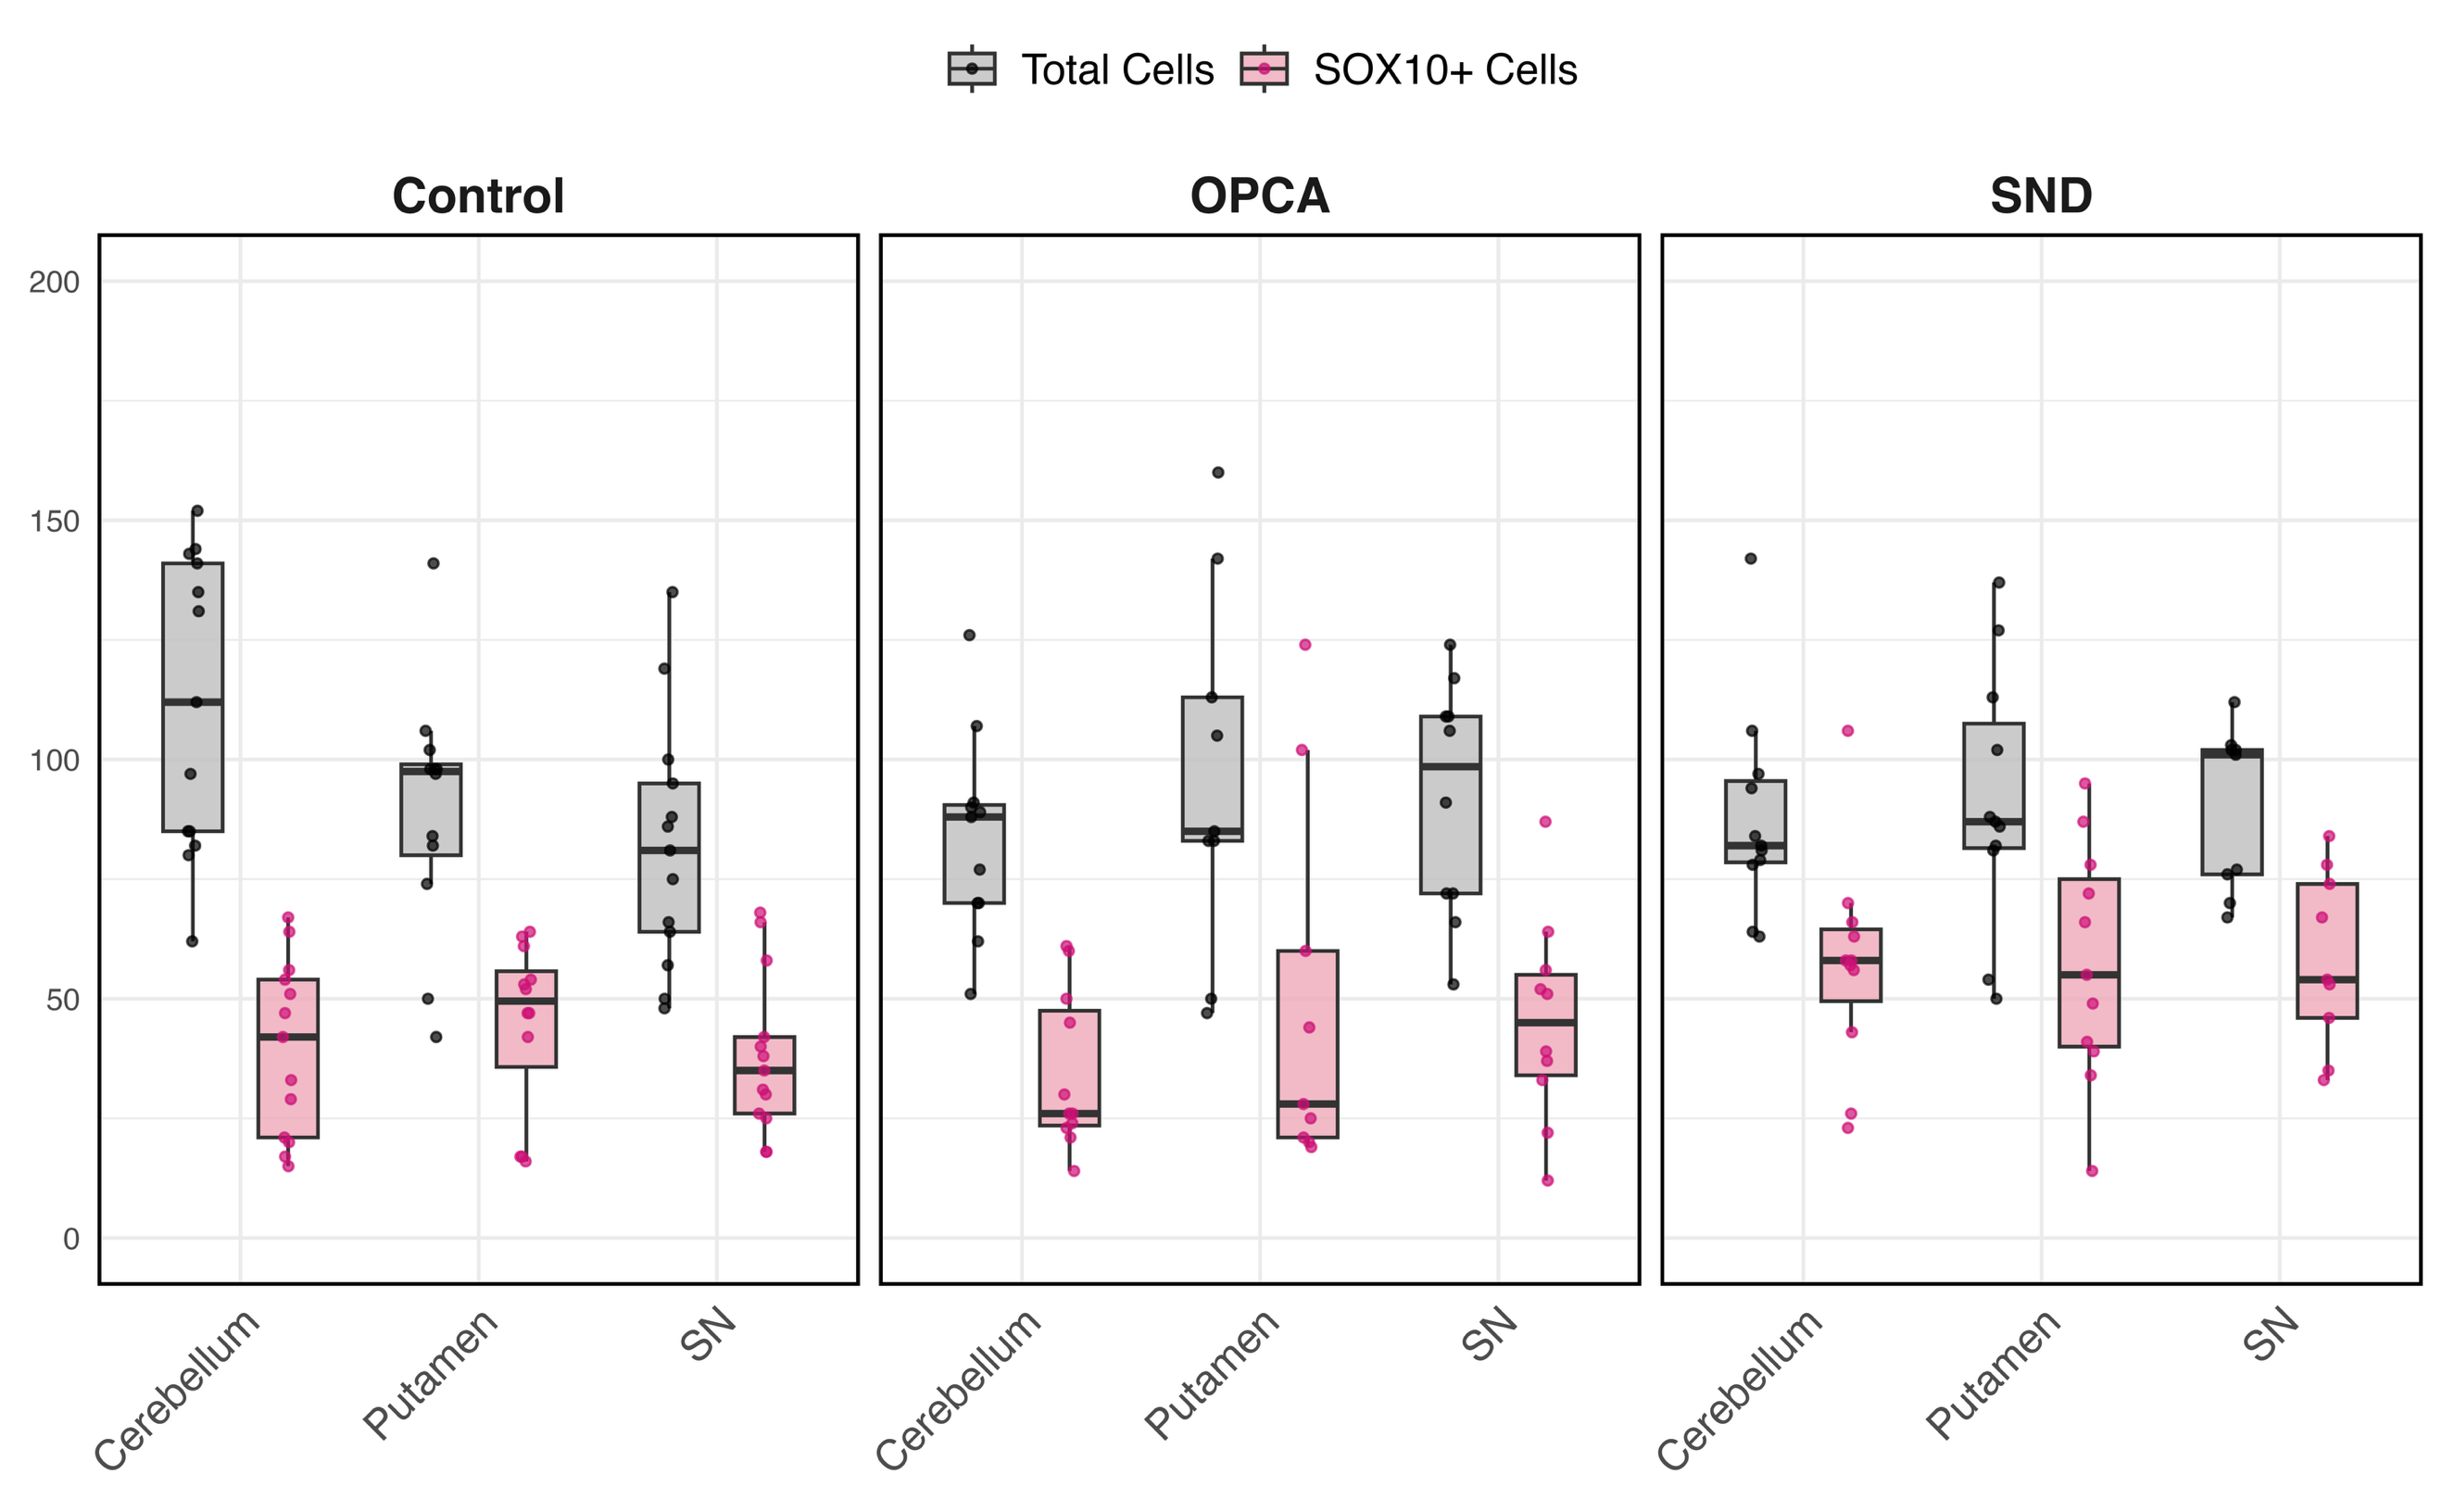 Total Cells SOX10+ Cells
Control OPCA SND
200
150
100
50
0
Cerebellum Putamen SN Cerebellum Putamen SN Cerebellum Putamen SN